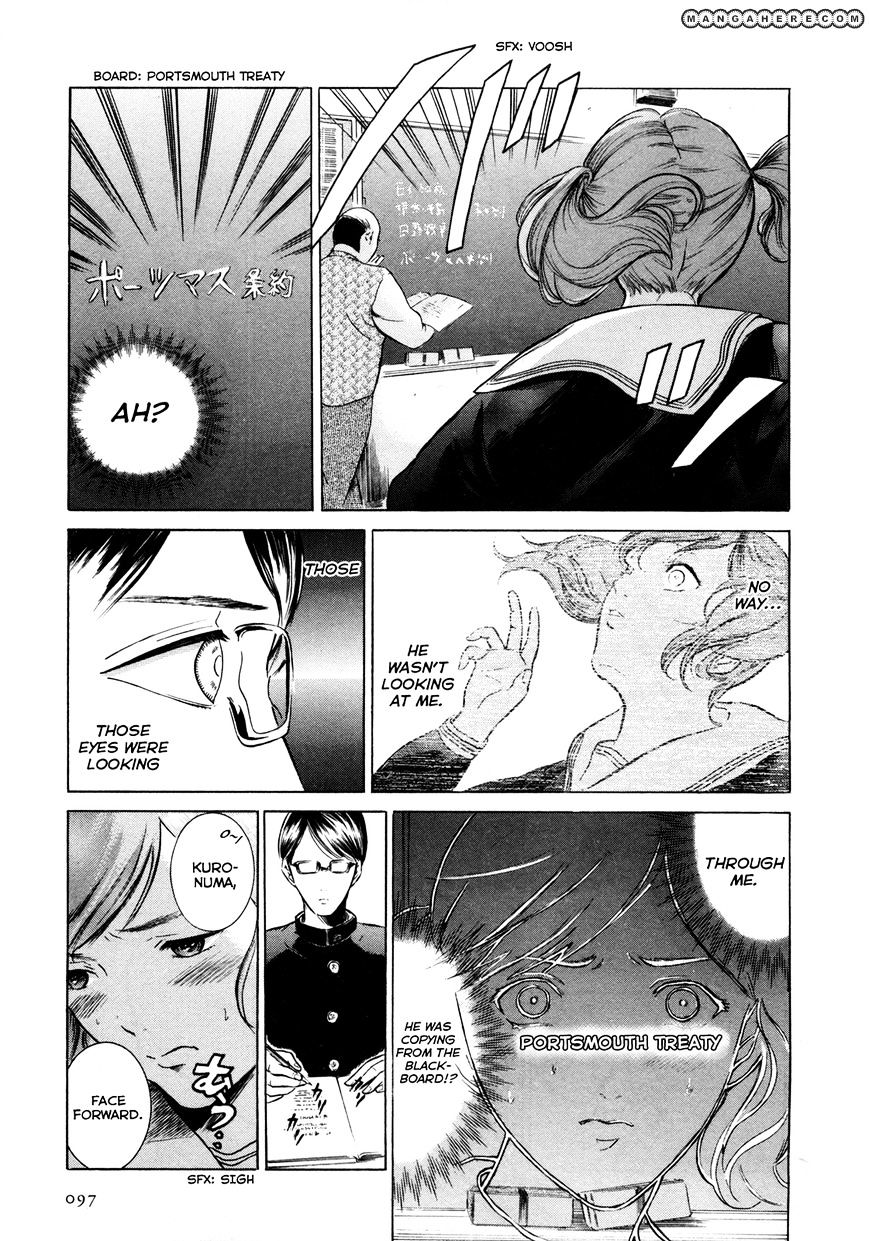 MANGAHERE.COM
SFX: VOOSH
BOARD: PORTSMOUTH TREATY
ポーツマス条約
AH?
NO
WAY...
HE
WASN'T
LOOKING
AT ME.
THOSE
THOSE
EYES WERE
LOOKING
THROUGH
ME.
PORTSMOUTH TREATY
HE WAS
COPYING
FROM THE
BLACK-
BOARD!?
KURO-
NUMA,
FACE
FORWARD.
むぅっ
SFX: SIGH
097